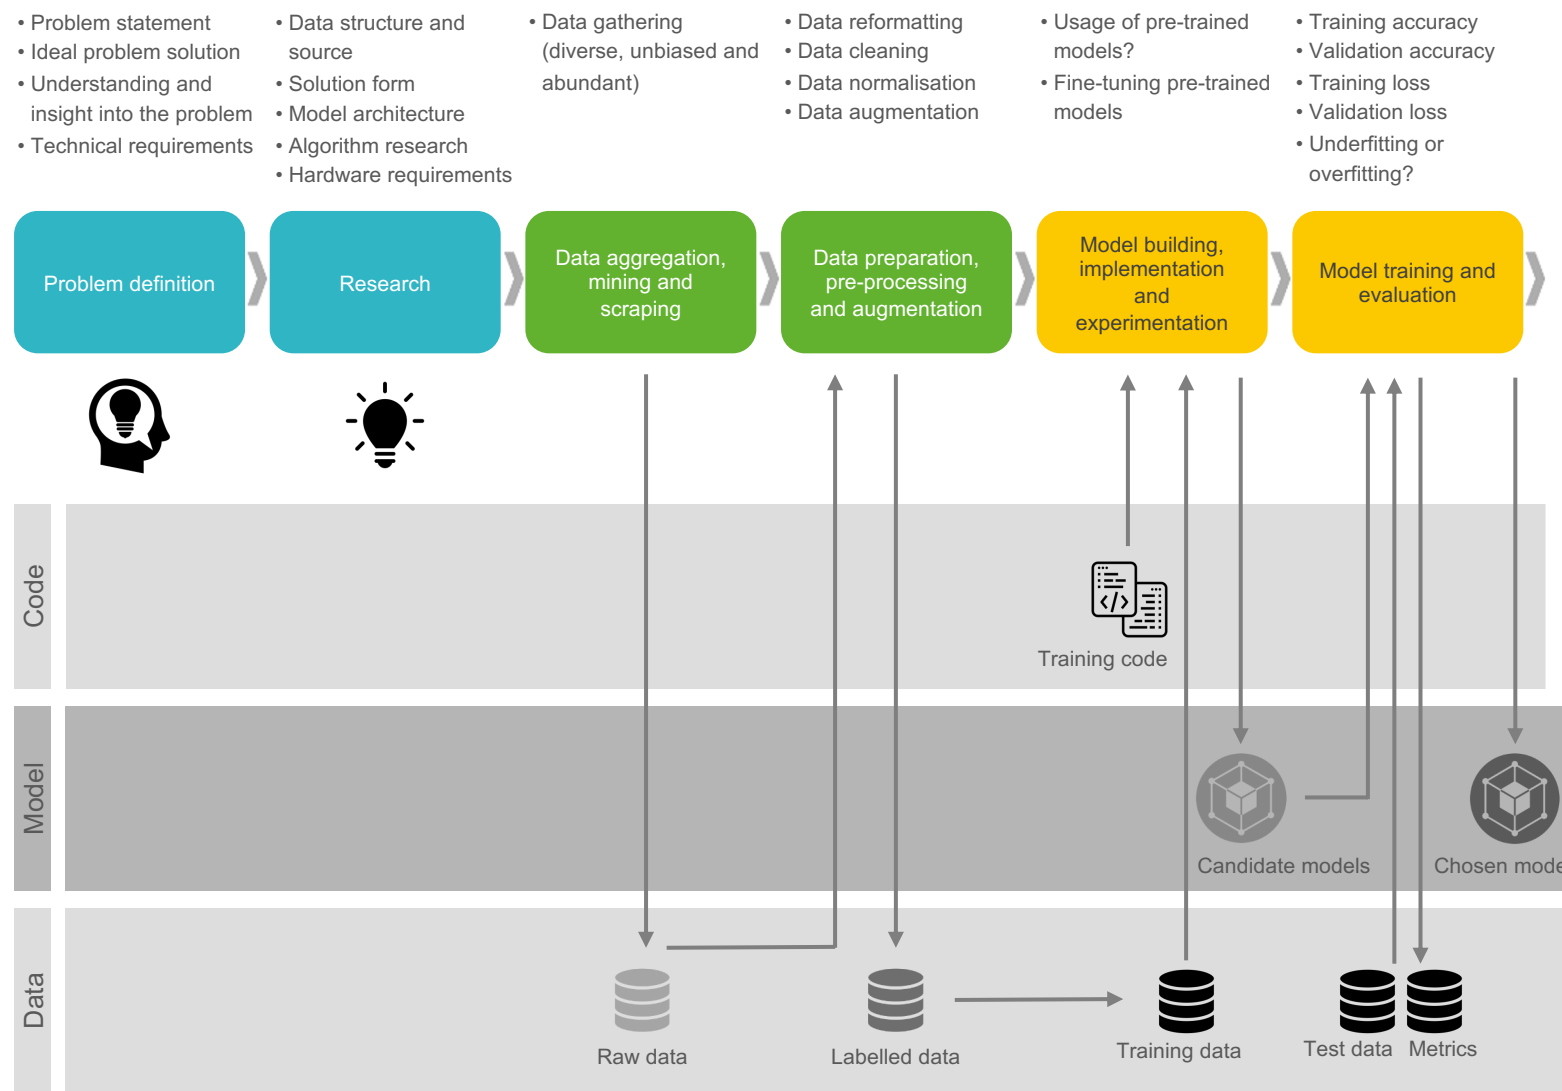 • Problem statement
• Ideal problem solution
• Understanding and
insight into the problem
• Technical requirements
• Data structure and
source
• Solution form
• Model architecture
• Algorithm research
• Hardware requirements
• Data gathering
(diverse, unbiased and
abundant)
• Data reformatting
• Data cleaning
• Data normalisation
• Data augmentation
• Usage of pre-trained
models?
• Fine-tuning pre-trained
models
• Training accuracy
• Validation accuracy
• Training loss
• Validation loss
• Underfitting or
overfitting?
Problem definition
Research
Data aggregation,
mining and
scraping
Data preparation,
pre-processing
and augmentation
Model building,
implementation
and
experimentation
Model training and
evaluation
Code
</>
Training code
Model
Candidate models
Chosen mode
Data
Raw data
Labelled data
Training data
Test data
Metrics